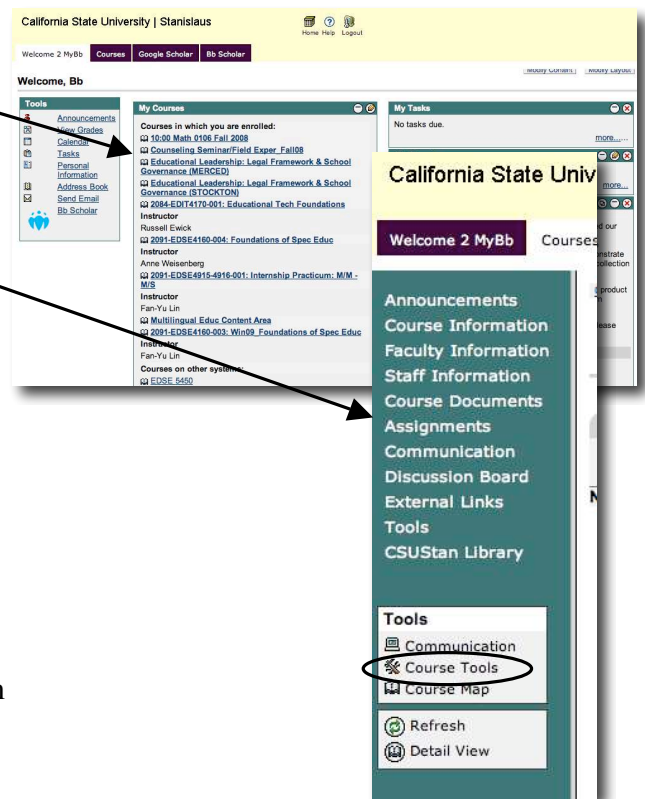 California State University | Stanislaus
Home Help Logout
Welcome 2 MyBb Courses Google Scholar Bb Scholar
Modify Content Modify Layout
Welcome, Bb
Tools
Announcements
View Grades
Calendar
Tasks
Personal
Information
Address Book
Send Email
Bb Scholar
My Courses
Courses in which you are enrolled:
10:00 Math 0106 Fall 2008
Counseling Seminar/Field Exper_Fall08
Educational Leadership: Legal Framework & School
Governance (MERCED)
Educational Leadership: Legal Framework & School
Governance (STOCKTON)
2084-EDIT4170-001: Educational Tech Foundations
Instructor
Russell Ewick
2091-EDSE4160-004: Foundations of Spec Educ
Instructor
Anne Weisenberg
2091-EDSE4915-4916-001: Internship Practicum: M/M -
M/S
Instructor
Fan-Yu Lin
Multilingual Educ Content Area
2091-EDSE4160-003: Win09_Foundations of Spec Educ
Instructor
Fan-Yu Lin
Courses on other systems:
EDSE 5450
My Tasks
No tasks due.
more...
more...
d our
onstrate
collection
product
ease
California State Univ
Welcome 2 MyBb Courses
Announcements
Course Information
Faculty Information
Staff Information
Course Documents
Assignments
Communication
Discussion Board
External Links
Tools
CSUStan Library
Tools
Communication
Course Tools
Course Map
Refresh
Detail View